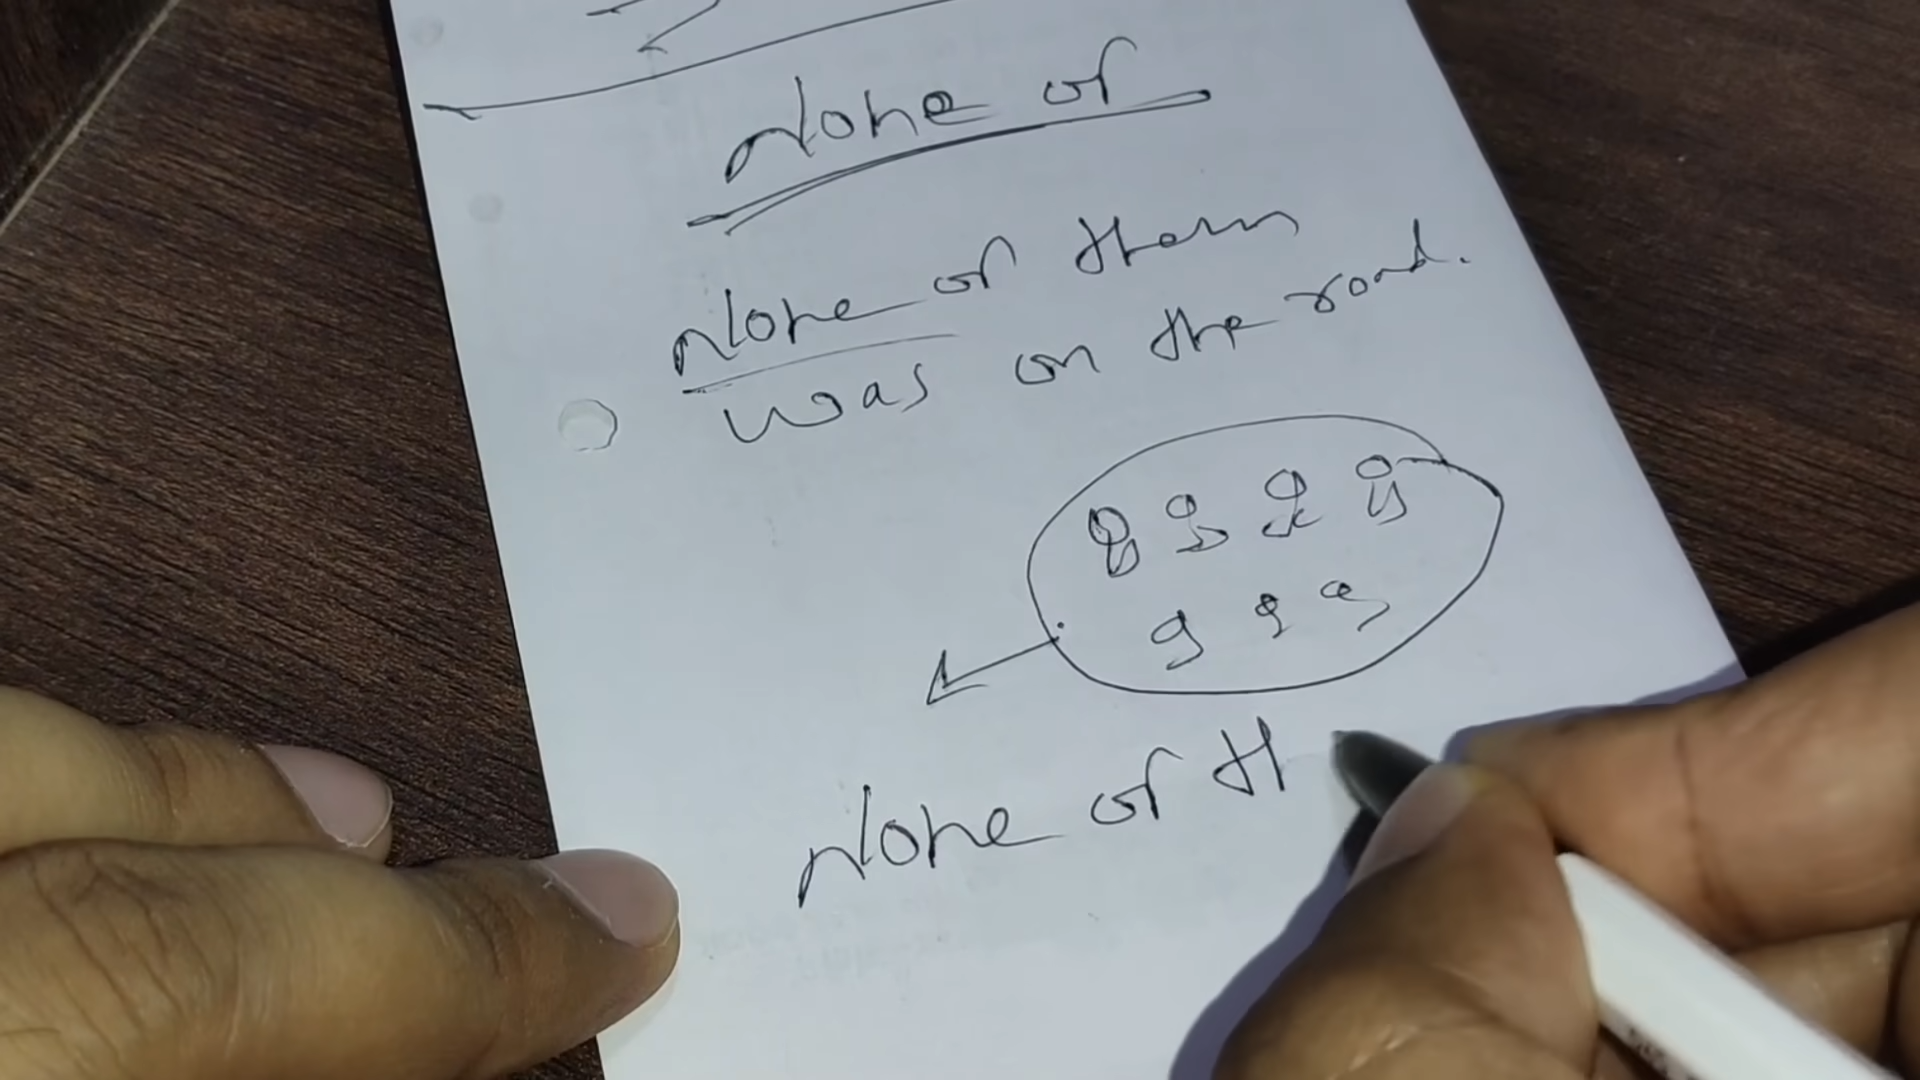 None of
None of them
was on the road.
None of th